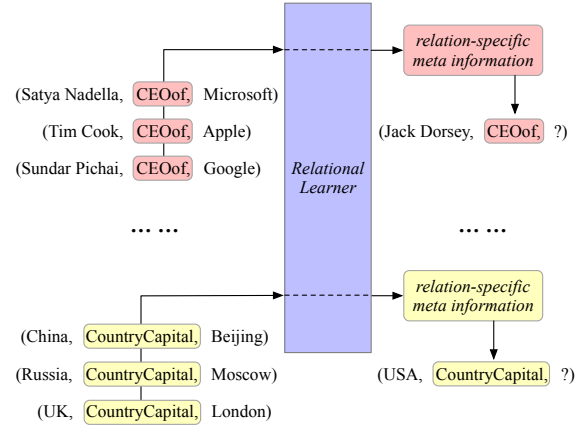 relation-specific
meta information
(Satya Nadella, CEOof, Microsoft)
(Tim Cook, CEOof, Apple)
(Jack Dorsey, CEOof, ?)
(Sundar Pichai, CEOof, Google)
Relational
Learner
... ...
... ...
relation-specific
meta information
(China, CountryCapital, Beijing)
(Russia, CountryCapital, Moscow)
(USA, CountryCapital, ?)
(UK, CountryCapital, London)